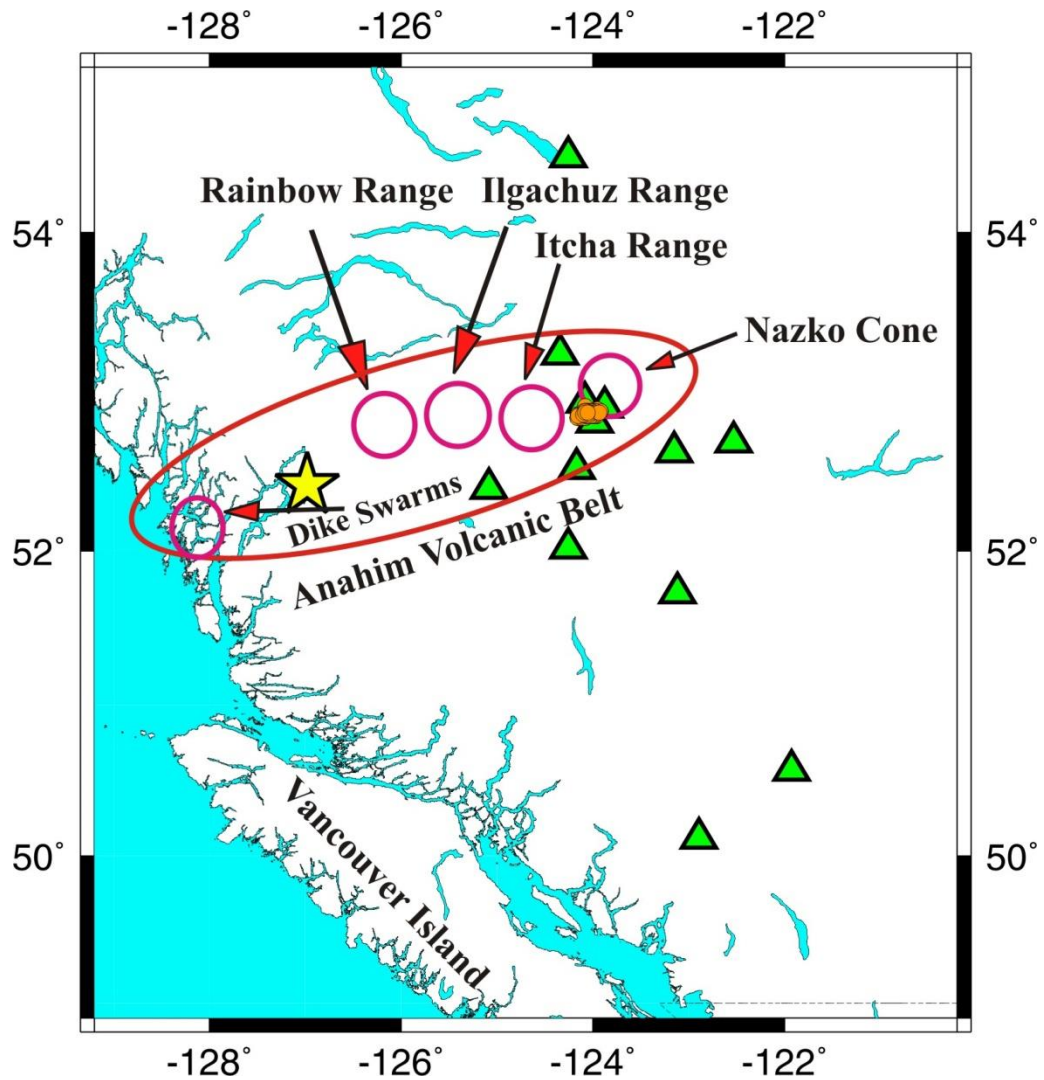 -128˚ -126˚ -124˚ -122˚
Rainbow Range
Ilgachuz Range
54˚ 54˚
Itcha Range
Nazko Cone
Dike Swarms
Anahim Volcanic Belt
52˚ 52˚
Vancouver Island
50˚ 50˚
-128˚ -126˚ -124˚ -122˚